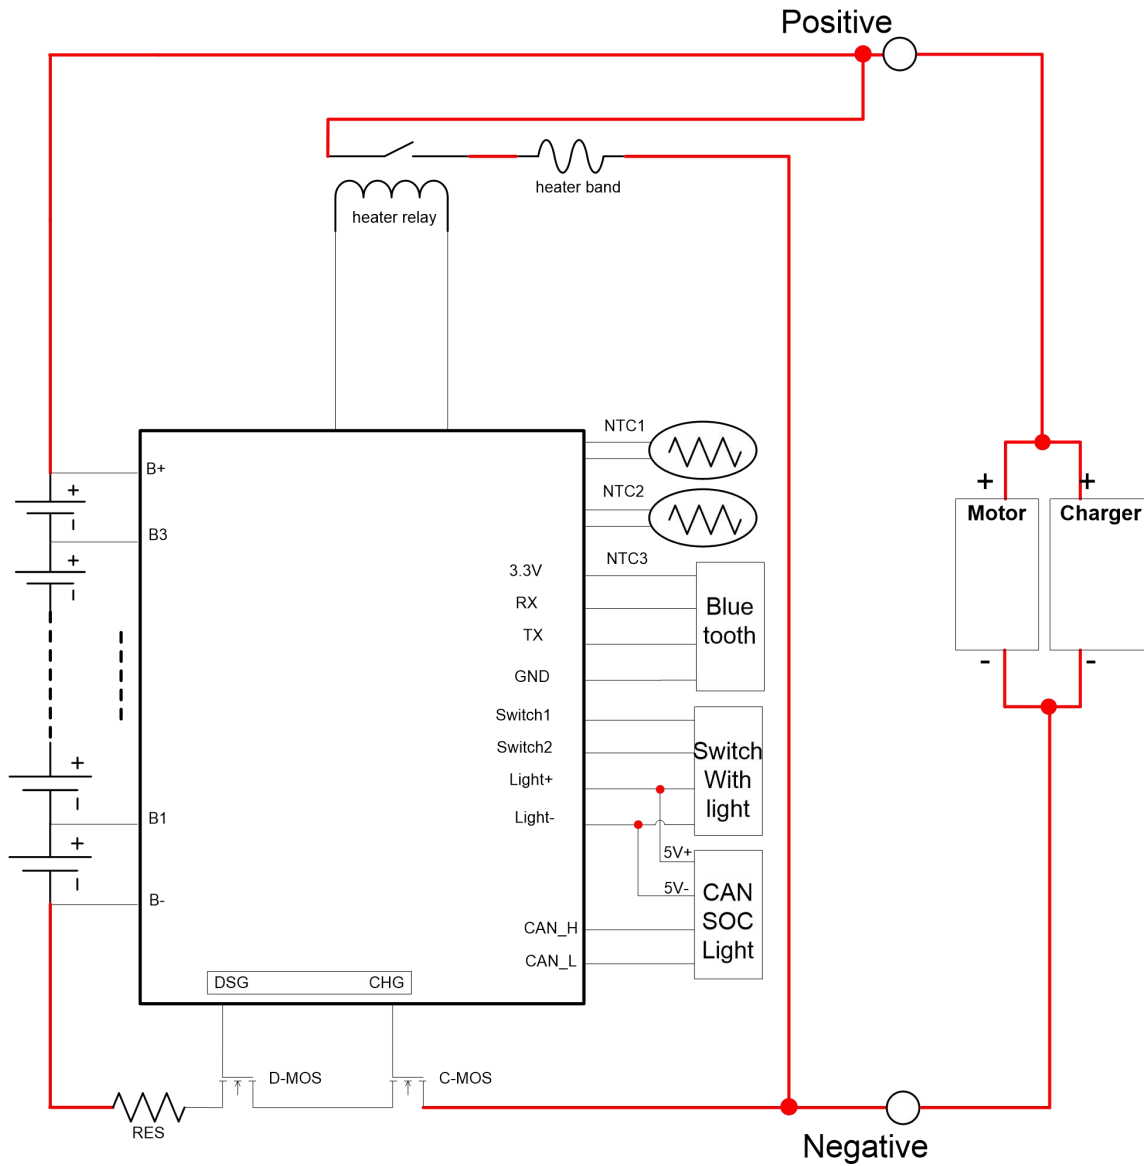 Positive
heater band
heater relay
NTC1
B+
+
-
NTC2
B3
+
-
NTC3
3.3V
RX
TX
GND
Blue
tooth
+
+
Motor
Charger
-
-
Switch1
Switch2
Light+
Light-
Switch
With
light
+
-
B1
+
-
B-
5V+
5V-
CAN_H
CAN_L
CAN
SOC
Light
DSG
CHG
D-MOS
C-MOS
RES
Negative